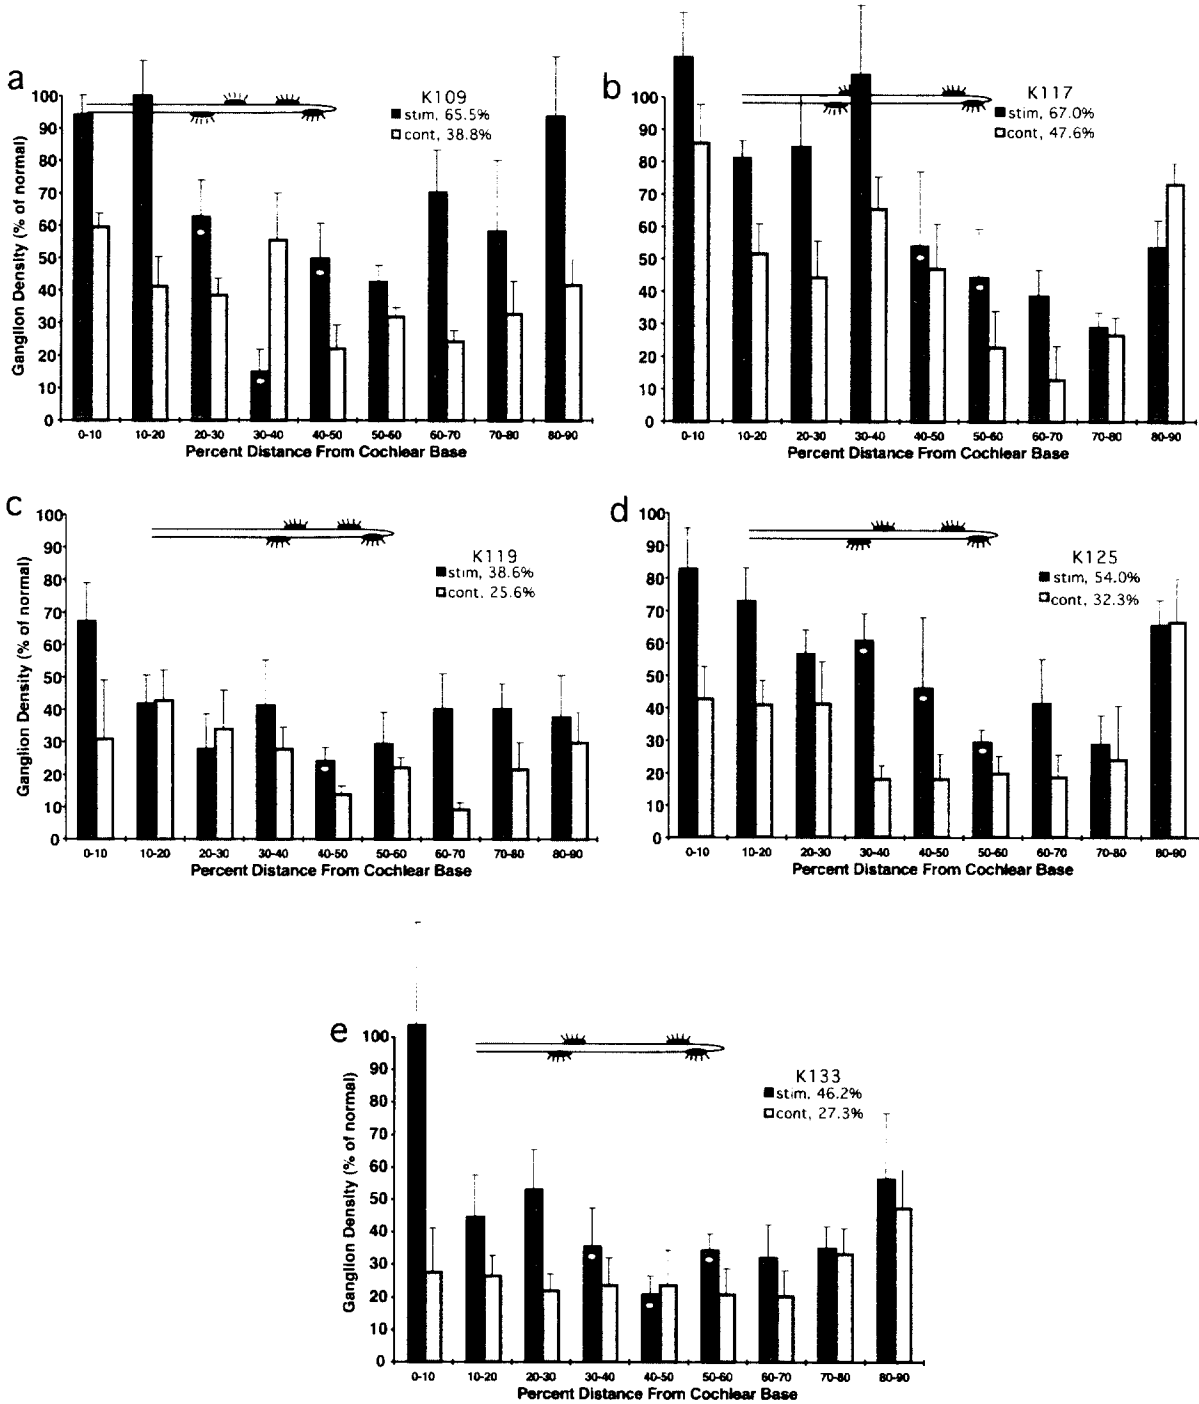 a
K109
stim, 65.5%
cont, 38.8%
Ganglion Density (% of normal)
100
90
80
70
60
50
40
30
20
10
0
0-10 10-20 20-30 30-40 40-50 50-60 60-70 70-80 80-90
Percent Distance From Cochlear Base
b
K117
stim, 67.0%
cont, 47.6%
100
90
80
70
60
50
40
30
20
10
0
0-10 10-20 20-30 30-40 40-50 50-60 60-70 70-80 80-90
Percent Distance From Cochlear Base
c
K119
stim, 38.6%
cont, 25.6%
Ganglion Density (% of normal)
100
90
80
70
60
50
40
30
20
10
0
0-10 10-20 20-30 30-40 40-50 50-60 60-70 70-80 80-90
Percent Distance From Cochlear Base
d
K125
stim, 54.0%
cont, 32.3%
100
90
80
70
60
50
40
30
20
10
0
0-10 10-20 20-30 30-40 40-50 50-60 60-70 70-80 80-90
Percent Distance From Cochlear Base
e
K133
stim, 46.2%
cont, 27.3%
Ganglion Density (% of normal)
100
90
80
70
60
50
40
30
20
10
0
0-10 10-20 20-30 30-40 40-50 50-60 60-70 70-80 80-90
Percent Distance From Cochlear Base